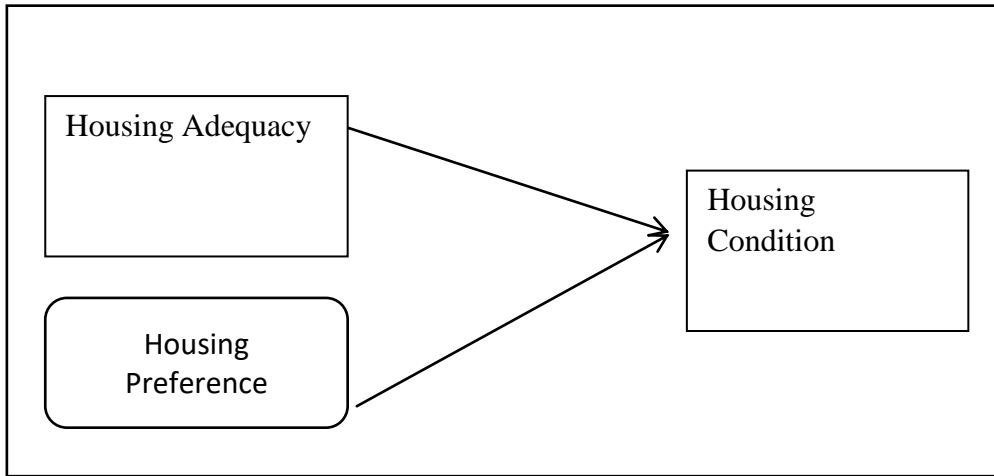 Housing Adequacy
Housing
Preference
Housing
Condition